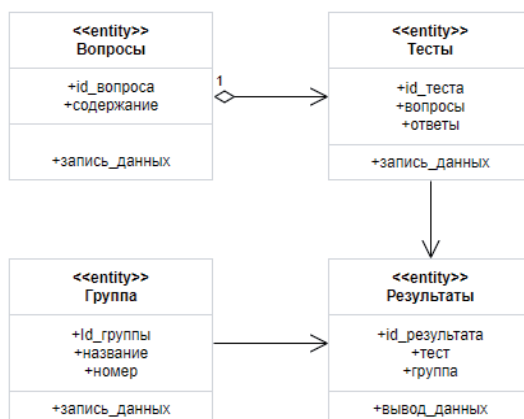 <<entity>>
Вопросы
+id_вопроса
+содержание
+запись_данных
1
<<entity>>
Тесты
+id_теста
+вопросы
+ответы
+запись_данных
<<entity>>
Группа
+Id_группы
+название
+номер
+запись_данных
<<entity>>
Результаты
+id_результата
+тест
+группа
+вывод_данных